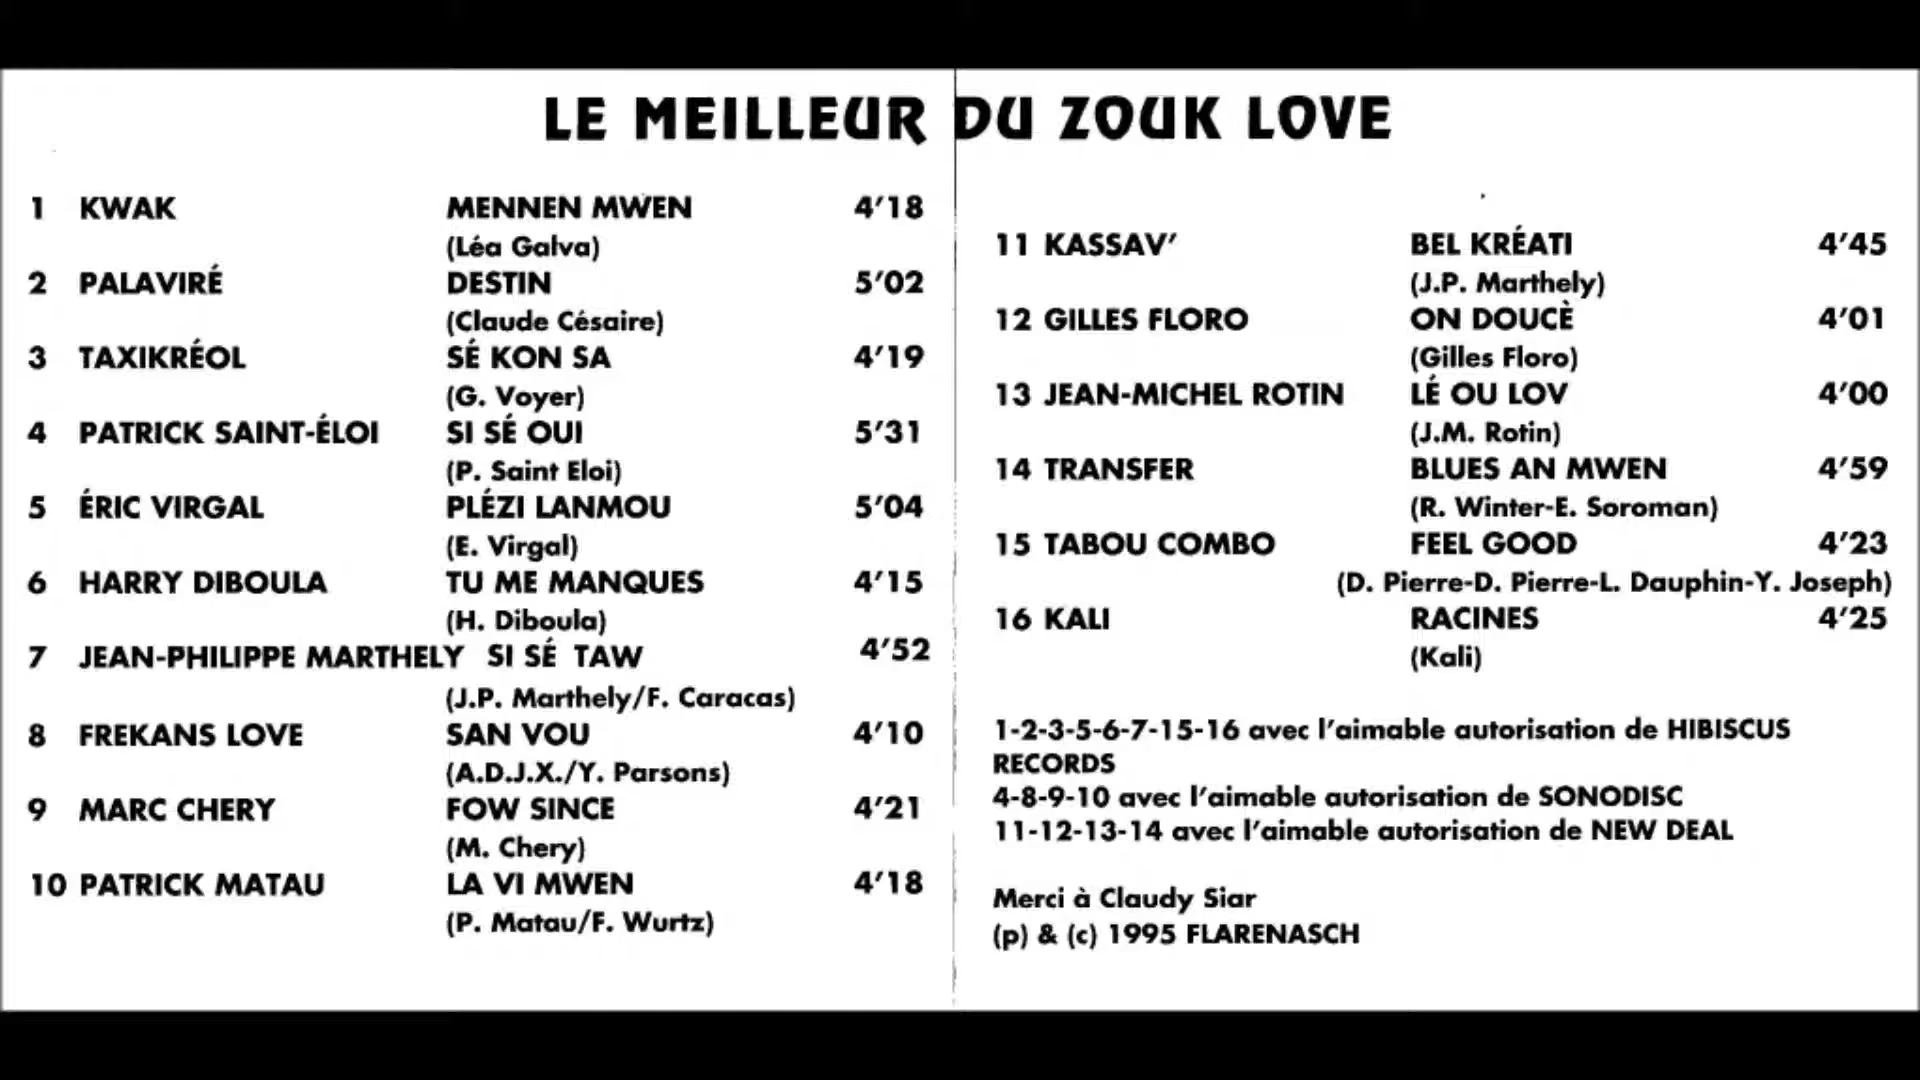 LE MEILLEUR DU ZOUK LOVE
1 KWAK MENNEN MWEN 4'18
(Léa Galva)
2 PALAVIRÉ DESTIN 5'02
(Claude Césaire)
3 TAXIKRÉOL SÉ KON SA 4'19
(G. Voyer)
4 PATRICK SAINT-ÉLOI SI SÉ OUI 5'31
(P. Saint Eloi)
5 ÉRIC VIRGAL PLÉZI LANMOU 5'04
(E. Virgal)
6 HARRY DIBOULA TU ME MANQUES 4'15
(H. Diboula)
7 JEAN-PHILIPPE MARTHELY SI SÉ TAW 4'52
(J.P. Marthely/F. Caracas)
8 FREKANS LOVE SAN VOU 4'10
(A.D.J.X./Y. Parsons)
9 MARC CHERY FOW SINCE 4'21
(M. Chery)
10 PATRICK MATAU LA VI MWEN 4'18
(P. Matau/F. Wurtz)
11 KASSAV' BEL KRÉATI 4'45
(J.P. Marthely)
12 GILLES FLORO ON DOUCÈ 4'01
(Gilles Floro)
13 JEAN-MICHEL ROTIN LÉ OU LOV 4'00
(J.M. Rotin)
14 TRANSFER BLUES AN MWEN 4'59
(R. Winter-E. Soroman)
15 TABOU COMBO FEEL GOOD 4'23
(D. Pierre-D. Pierre-L. Dauphin-Y. Joseph)
16 KALI RACINES 4'25
(Kali)
1-2-3-5-6-7-15-16 avec l'aimable autorisation de HIBISCUS
RECORDS
4-8-9-10 avec l'aimable autorisation de SONODISC
11-12-13-14 avec l'aimable autorisation de NEW DEAL
Merci à Claudy Siar
(p) & (c) 1995 FLARENASCH